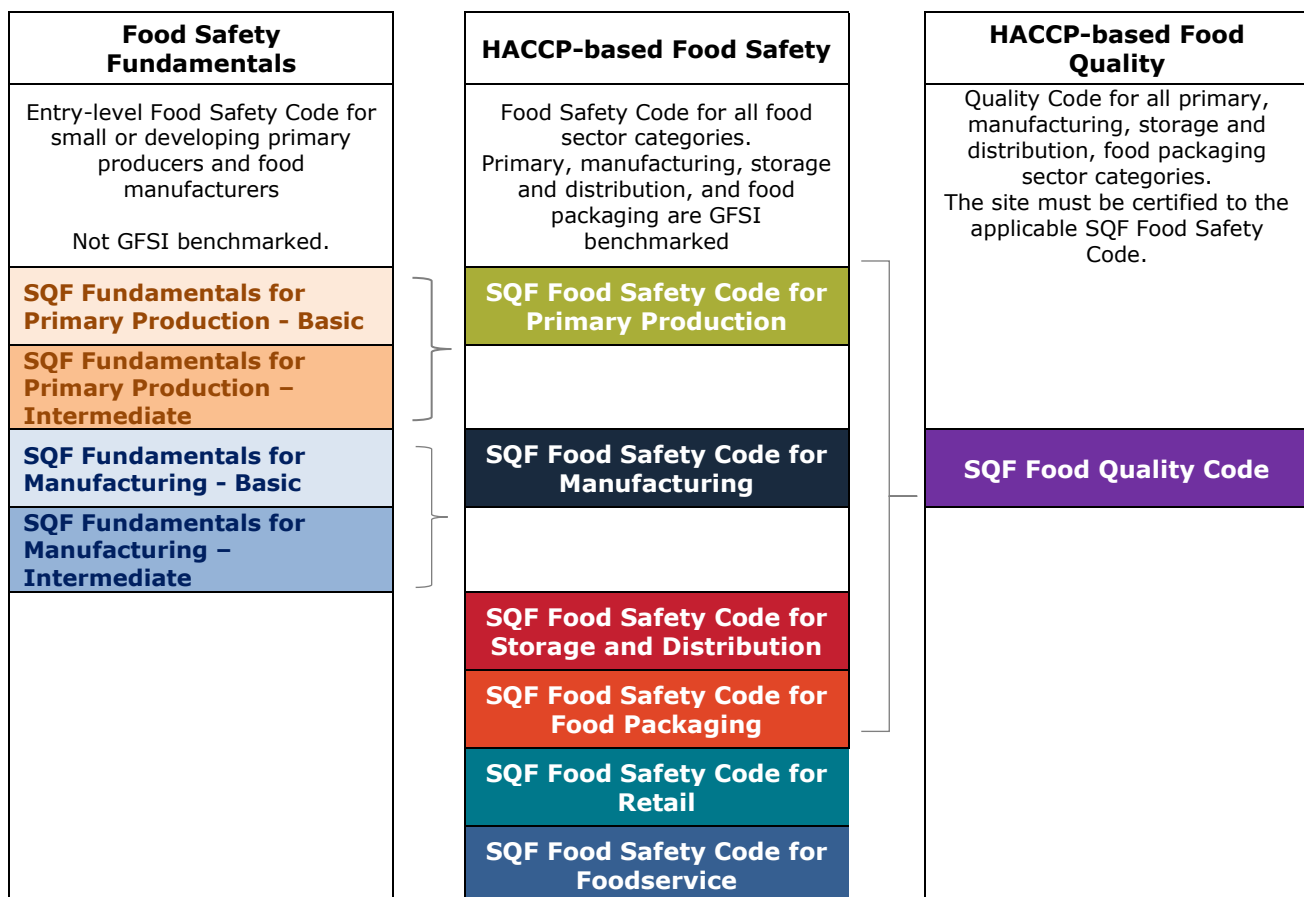 Food Safety
Fundamentals
Entry-level Food Safety Code for
small or developing primary
producers and food
manufacturers
Not GFSI benchmarked.
SQF Fundamentals for
Primary Production - Basic
SQF Fundamentals for
Primary Production –
Intermediate
SQF Fundamentals for
Manufacturing - Basic
SQF Fundamentals for
Manufacturing –
Intermediate
HACCP-based Food Safety
Food Safety Code for all food
sector categories.
Primary, manufacturing, storage
and distribution, and food
packaging are GFSI
benchmarked
SQF Food Safety Code for
Primary Production
SQF Food Safety Code for
Manufacturing
SQF Food Safety Code for
Storage and Distribution
SQF Food Safety Code for
Food Packaging
SQF Food Safety Code for
Retail
SQF Food Safety Code for
Foodservice
HACCP-based Food
Quality
Quality Code for all primary,
manufacturing, storage and
distribution, food packaging
sector categories.
The site must be certified to the
applicable SQF Food Safety
Code.
SQF Food Quality Code